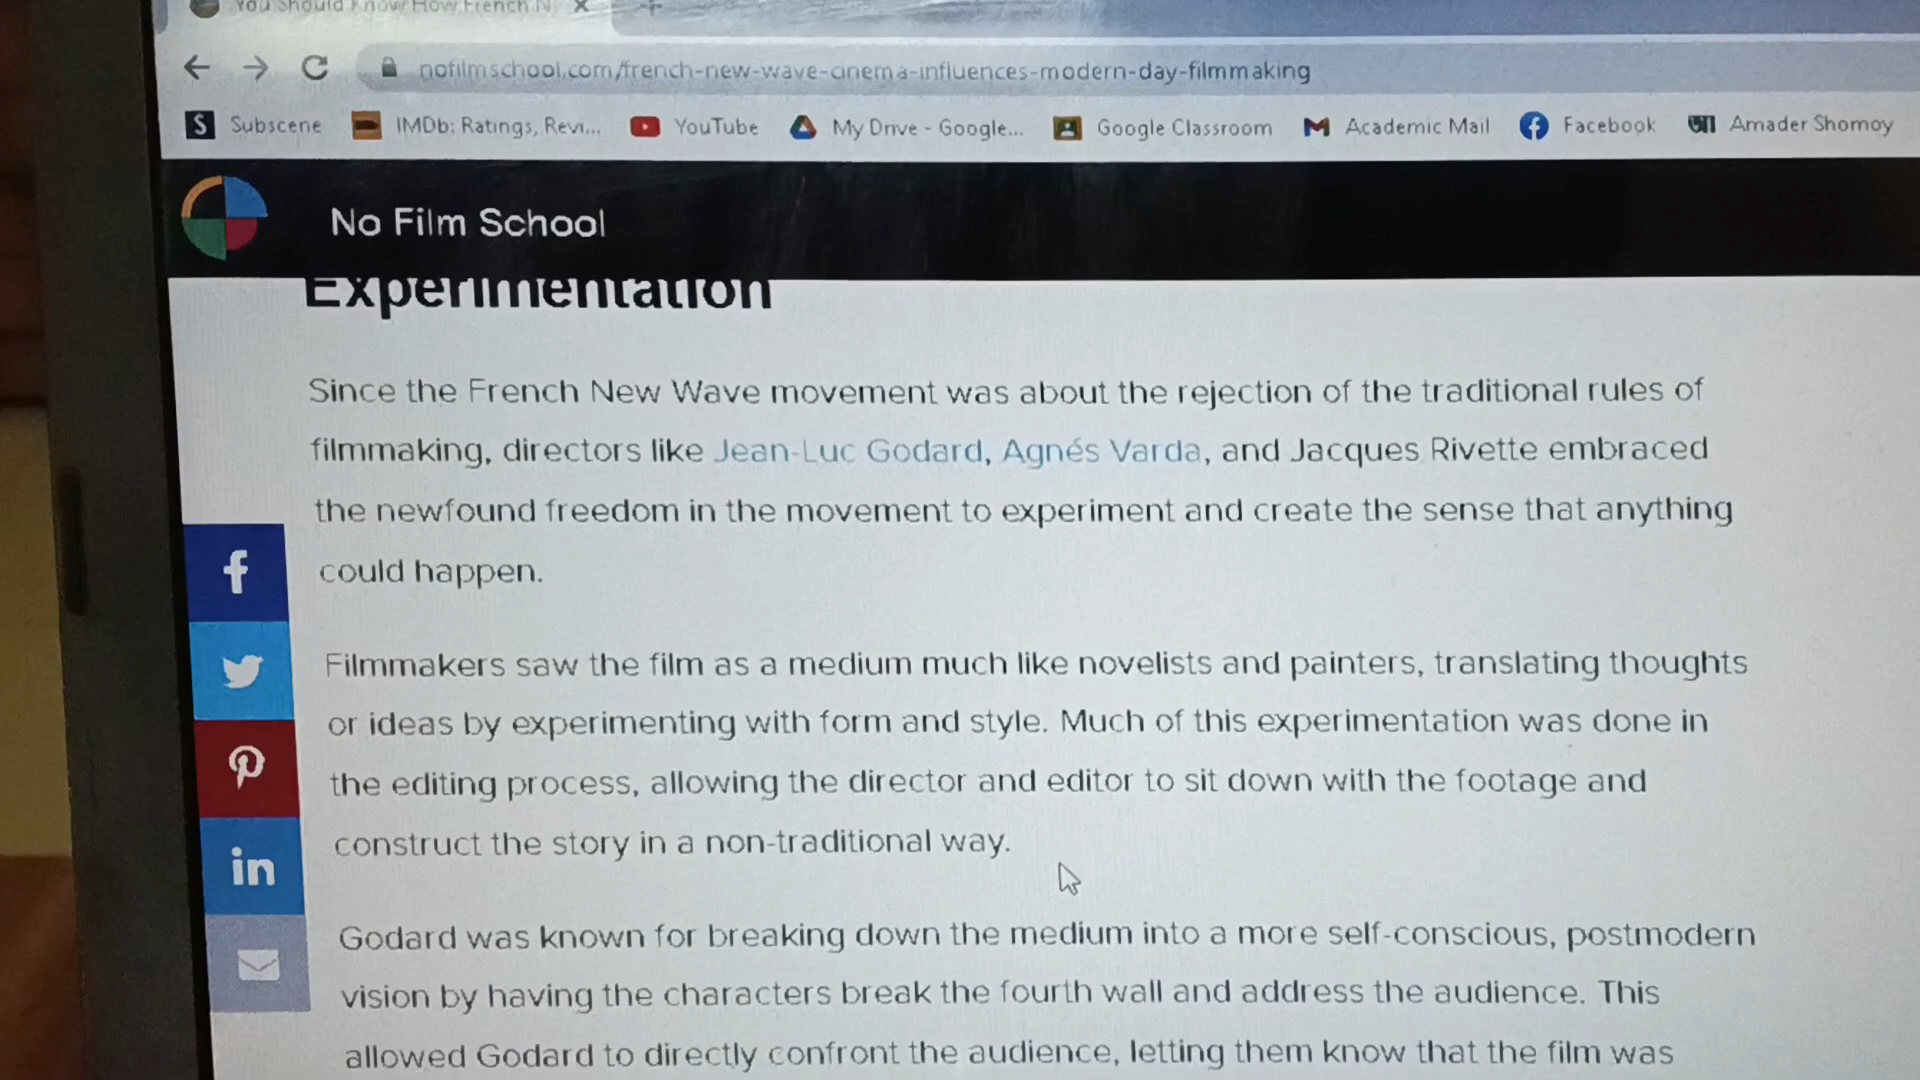 You Should Know How French N
nofilmschool.com/french-new-wave-cinema-influences-modern-day-filmmaking
Subscene IMDb: Ratings, Revi... YouTube My Drive - Google... Google Classroom Academic Mail Facebook Amader Shomoy
No Film School
Experimentation
Since the French New Wave movement was about the rejection of the traditional rules of
filmmaking, directors like Jean-Luc Godard, Agnés Varda, and Jacques Rivette embraced
the newfound freedom in the movement to experiment and create the sense that anything
could happen.
Filmmakers saw the film as a medium much like novelists and painters, translating thoughts
or ideas by experimenting with form and style. Much of this experimentation was done in
the editing process, allowing the director and editor to sit down with the footage and
construct the story in a non-traditional way.
Godard was known for breaking down the medium into a more self-conscious, postmodern
vision by having the characters break the fourth wall and address the audience. This
allowed Godard to directly confront the audience, letting them know that the film was